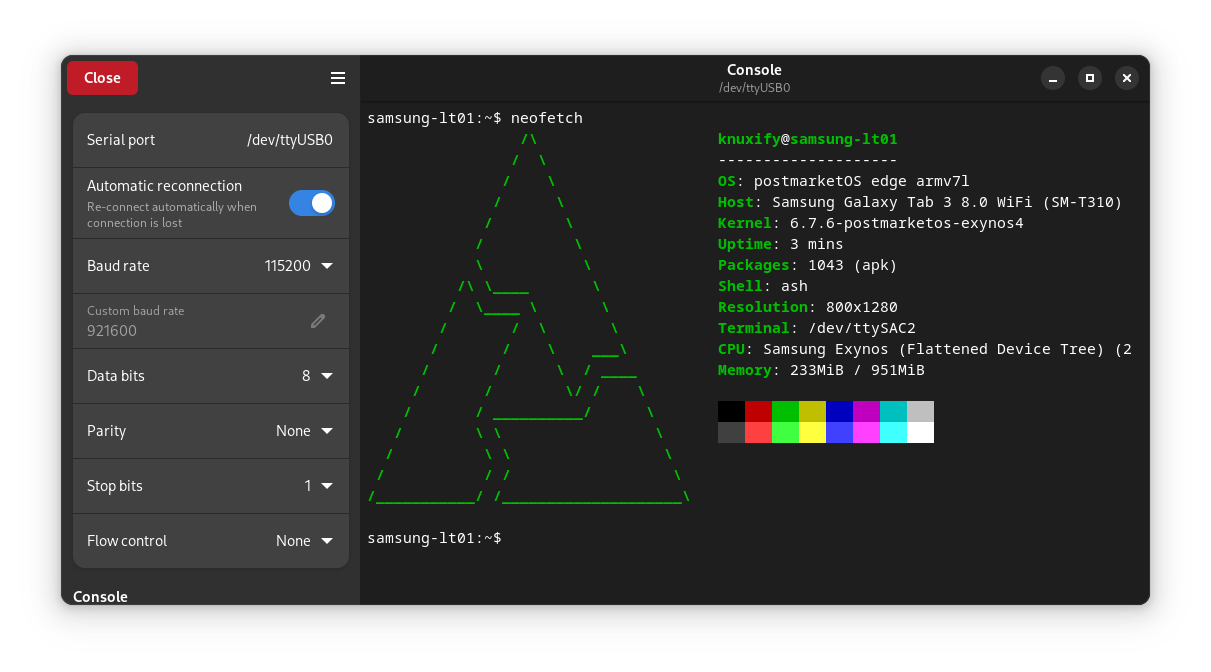 Close
Serial port /dev/ttyUSB0
Automatic reconnection
Re-connect automatically when
connection is lost
Baud rate 115200
Custom baud rate
921600
Data bits 8
Parity None
Stop bits 1
Flow control None
Console
Console
/dev/ttyUSB0
samsung-lt01:~$ neofetch
knuxify@samsung-lt01
--------------------
OS: postmarketOS edge armv7l
Host: Samsung Galaxy Tab 3 8.0 WiFi (SM-T310)
Kernel: 6.7.6-postmarketos-exynos4
Uptime: 3 mins
Packages: 1043 (apk)
Shell: ash
Resolution: 800x1280
Terminal: /dev/ttySAC2
CPU: Samsung Exynos (Flattened Device Tree) (2
Memory: 233MiB / 951MiB
samsung-lt01:~$